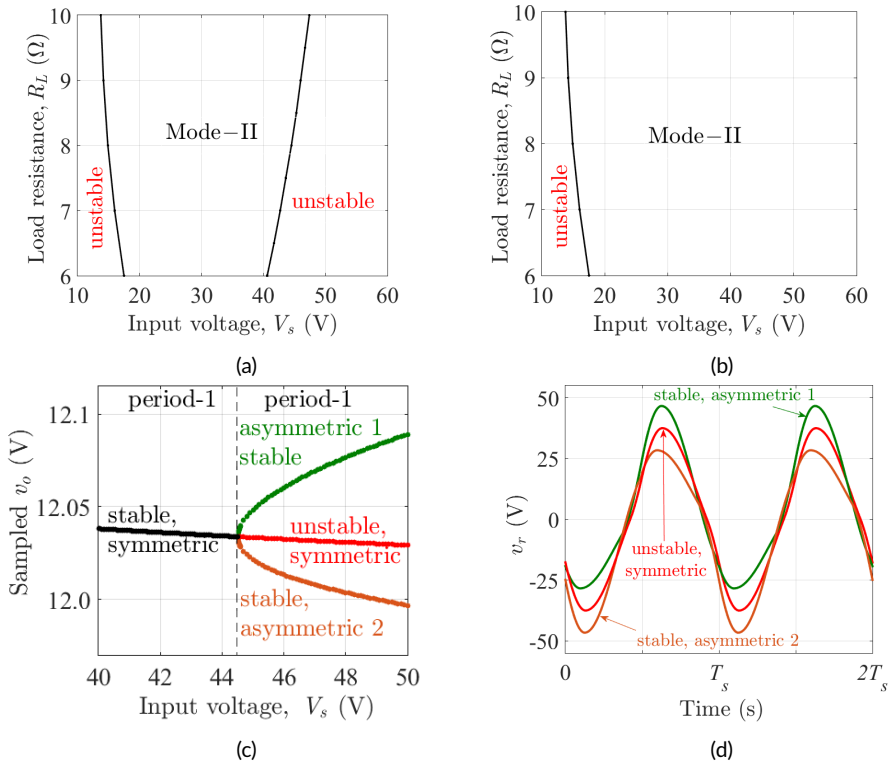 10
9
8
7
6
Load resistance, R_L (Ω)
unstable
Mode−II
unstable
10 20 30 40 50 60
Input voltage, V_s (V)
(a)
10
9
8
7
6
Load resistance, R_L (Ω)
unstable
Mode−II
10 20 30 40 50 60
Input voltage, V_s (V)
(b)
12.1
12.05
12.0
Sampled v_o (V)
period-1
period-1
asymmetric 1
stable
stable,
symmetric
unstable,
symmetric
stable,
asymmetric 2
40 42 44 46 48 50
Input voltage, V_s (V)
(c)
50
25
0
-25
-50
v_r (V)
stable, asymmetric 1
unstable,
symmetric
stable, asymmetric 2
0 T_s 2T_s
Time (s)
(d)